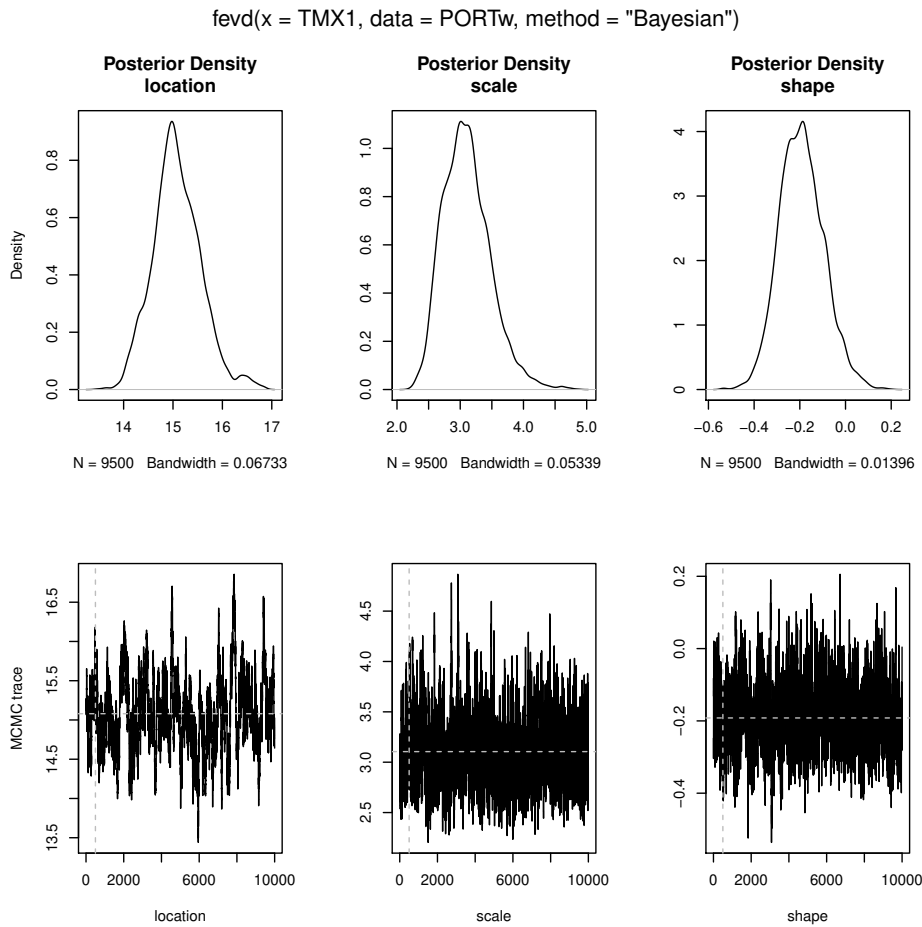 fevd(x = TMX1, data = PORTw, method = "Bayesian")
Posterior Density
location
Posterior Density
scale
Posterior Density
shape
Density
0.0 0.2 0.4 0.6 0.8
14 15 16 17
N = 9500 Bandwidth = 0.06733
0.0 0.2 0.4 0.6 0.8 1.0
2.0 3.0 4.0 5.0
N = 9500 Bandwidth = 0.05339
0 1 2 3 4
−0.6 −0.4 −0.2 0.0 0.2
N = 9500 Bandwidth = 0.01396
MCMC trace
13.5 14.5 15.5 16.5
0 2000 6000 10000
location
2.5 3.0 3.5 4.0 4.5
0 2000 6000 10000
scale
−0.4 −0.2 0.0 0.2
0 2000 6000 10000
shape